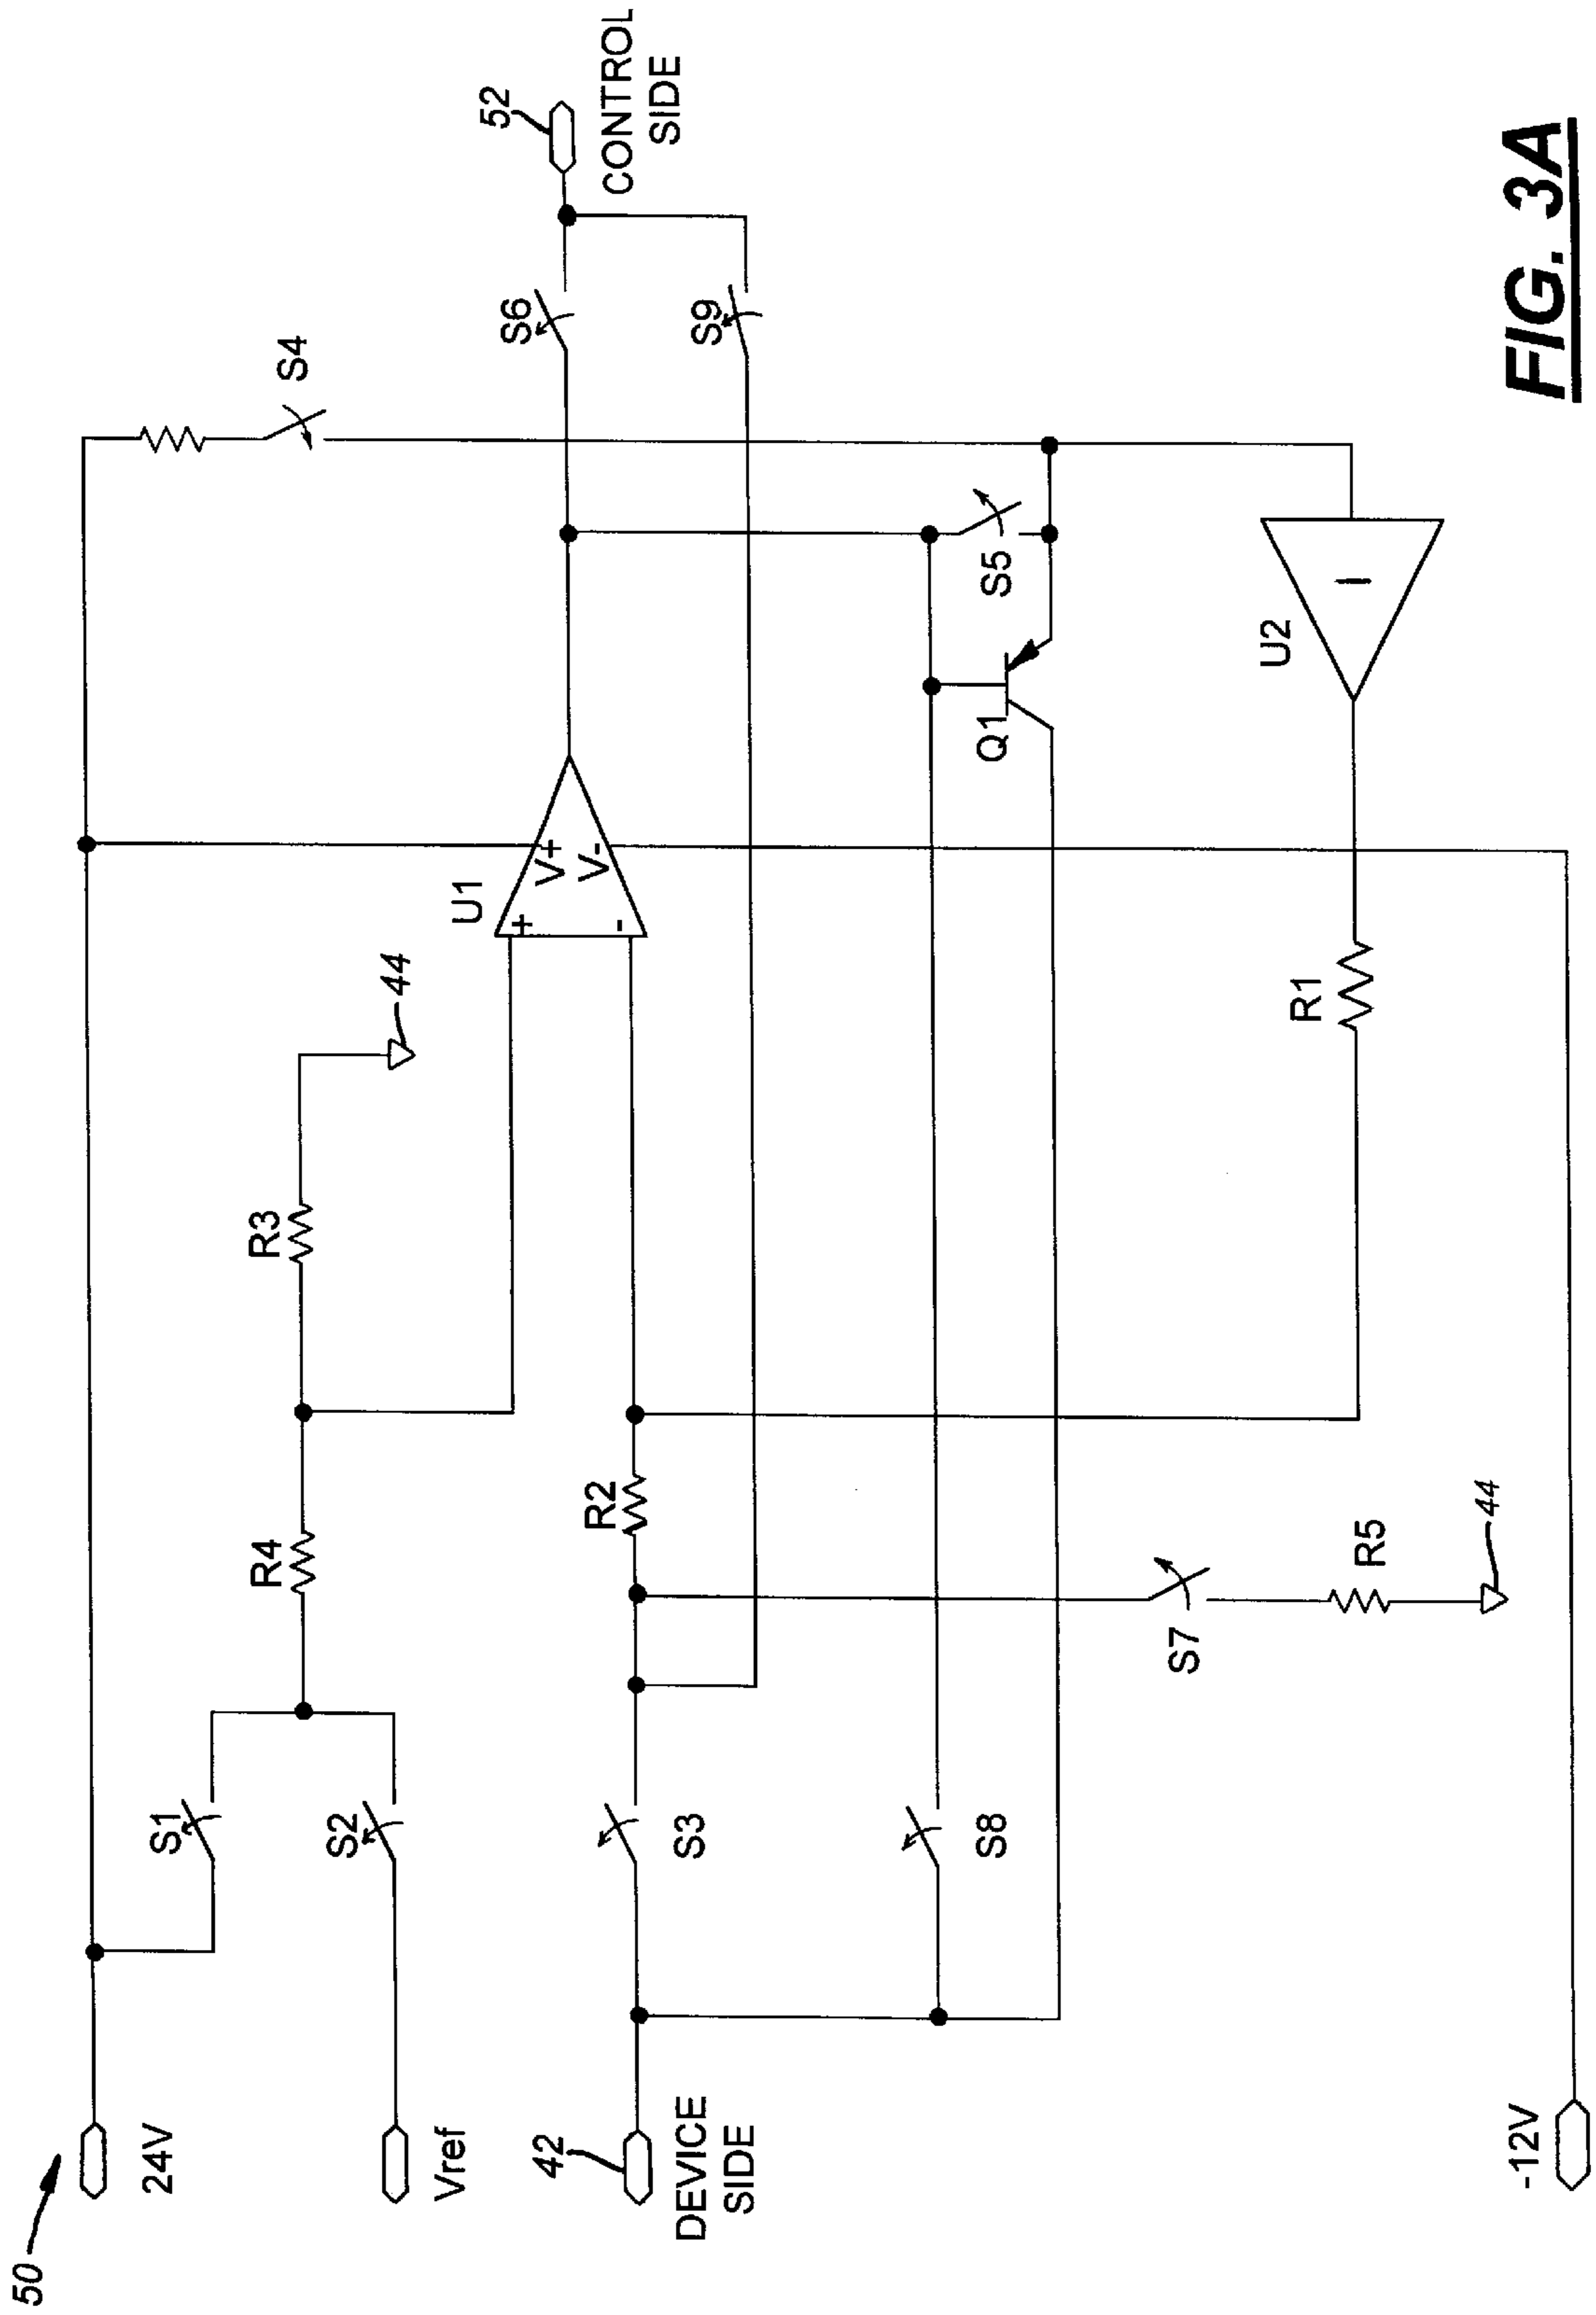 50
24V
Vref
42
DEVICE
SIDE
-12V
S1
S2
S3
S8
R4
R3
44
R2
S7
R5
44
U1
+
-
V+
V-
R1
Q1
U2
I
S5
S4
S6
S9
52
CONTROL
SIDE
FIG. 3A